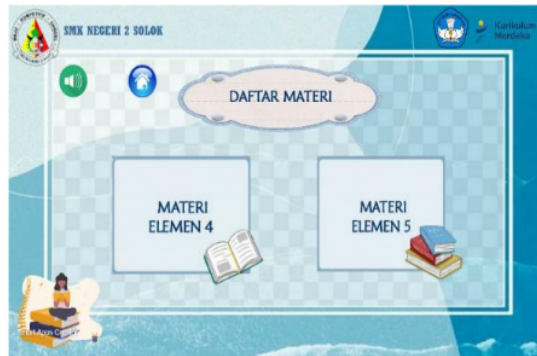 SMK NEGERI 2 SOLOK
Kurikulum
Merdeka
DAFTAR MATERI
MATERI
ELEMEN 4
MATERI
ELEMEN 5